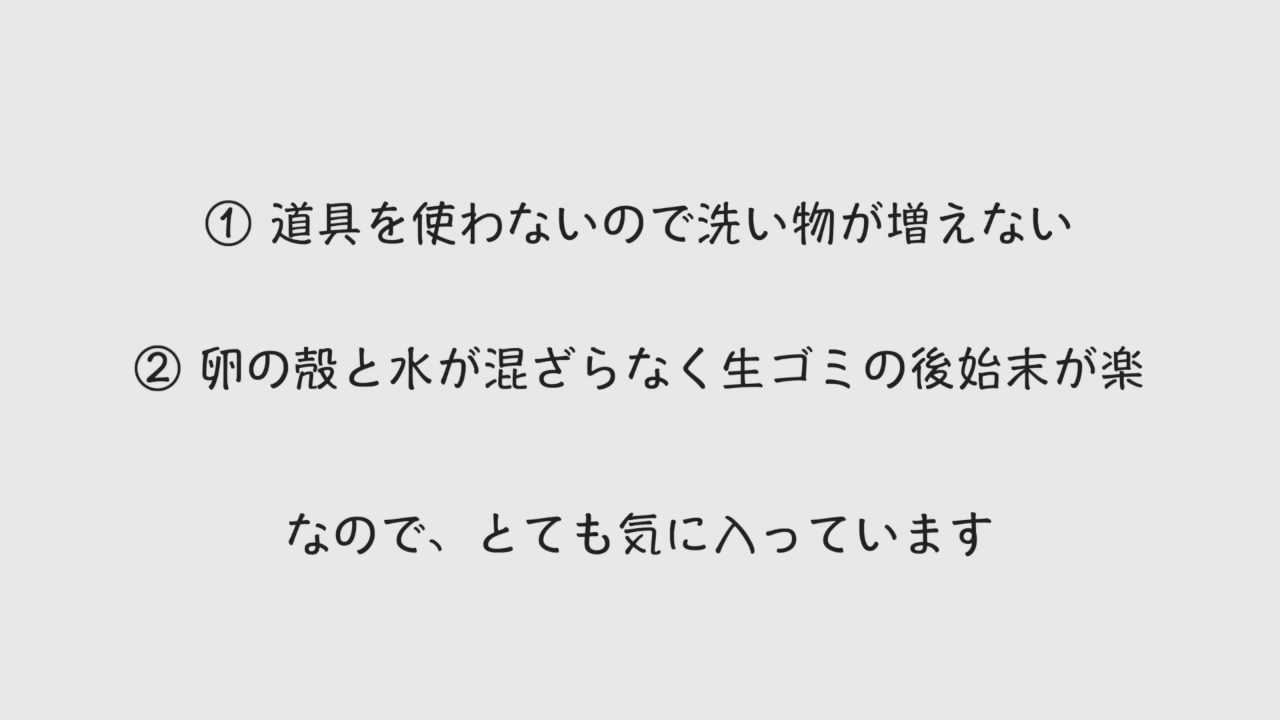 ① 道具を使わないので洗い物が増えない
② 卵の殻と水が混ざらなく生ゴミの後始末が楽
なので、とても気に入っています